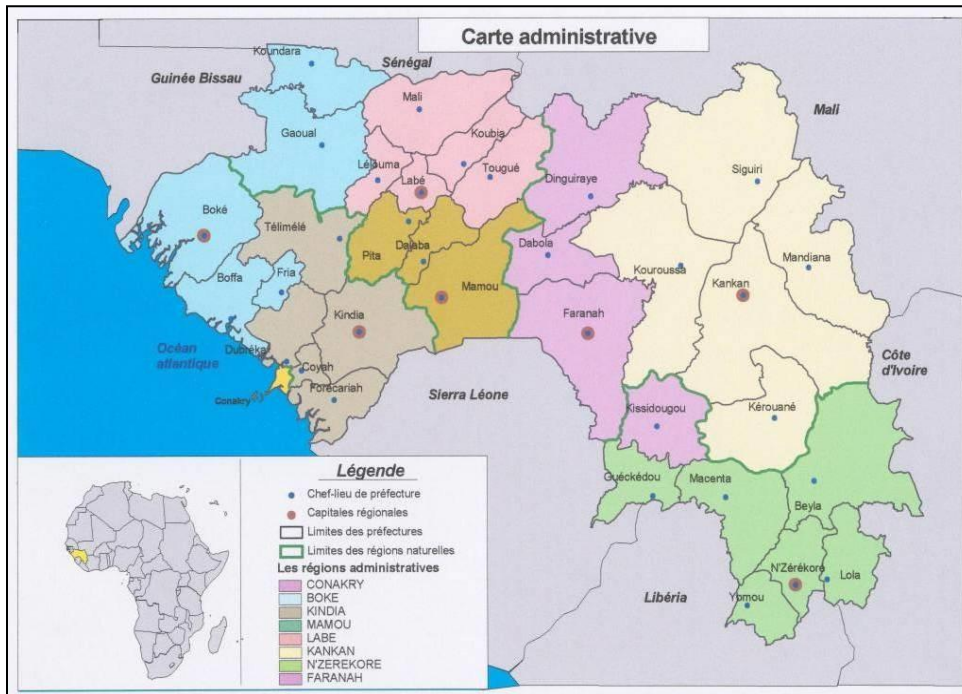 Carte administrative
Koundara
Guinée Bissau
Sénégal
Mali
Mali
Gaoual
Koubia
Lélouma
Labé
Tougué
Dinguiraye
Siguiri
Boké
Télimélé
Pita
Dalaba
Dabola
Mandiana
Boffa
Fria
Mamou
Kouroussa
Kankan
Kindia
Faranah
Océan
atlantique
Dubréka
Coyah
Conakry
Forécariah
Sierra Léone
Côte
d'Ivoire
Kissidougou
Kérouané
Guéckédou
Macenta
Beyla
N'Zérékoré
Lola
Yomou
Libéria
Légende
Chef-lieu de préfecture
Capitales régionales
Limites des préfectures
Limites des régions naturelles
Les régions administratives
CONAKRY
BOKE
KINDIA
MAMOU
LABE
KANKAN
N'ZEREKORE
FARANAH